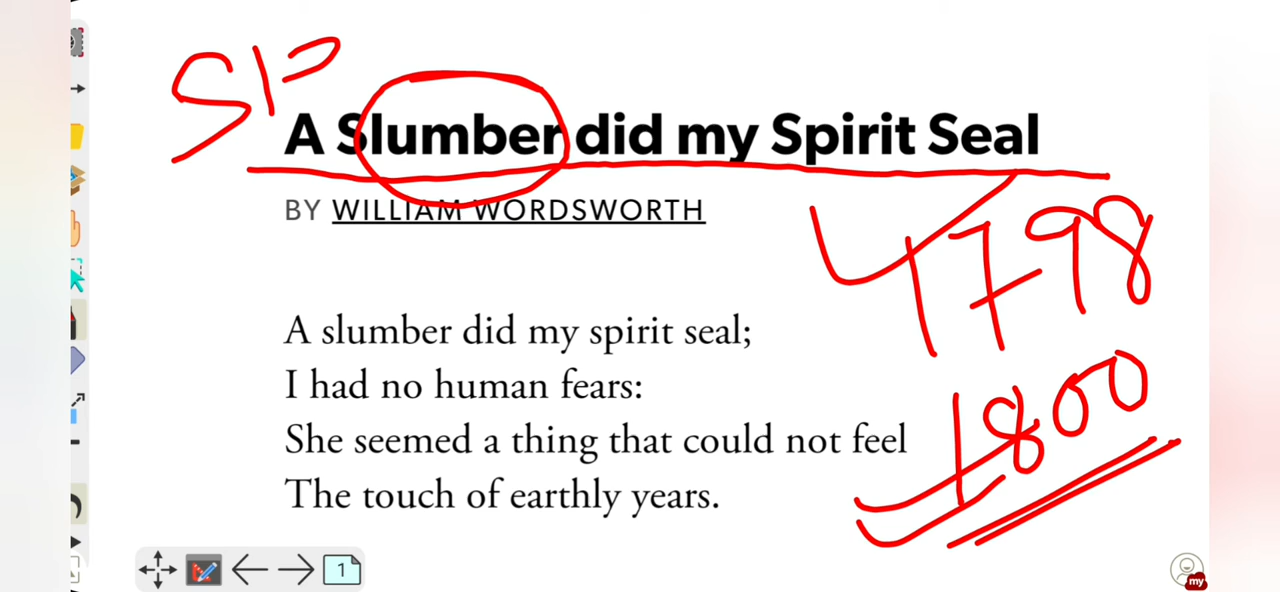 A Slumber did my Spirit Seal
BY WILLIAM WORDSWORTH
1798
A slumber did my spirit seal;
I had no human fears:
1800
She seemed a thing that could not feel
The touch of earthly years.
1
my